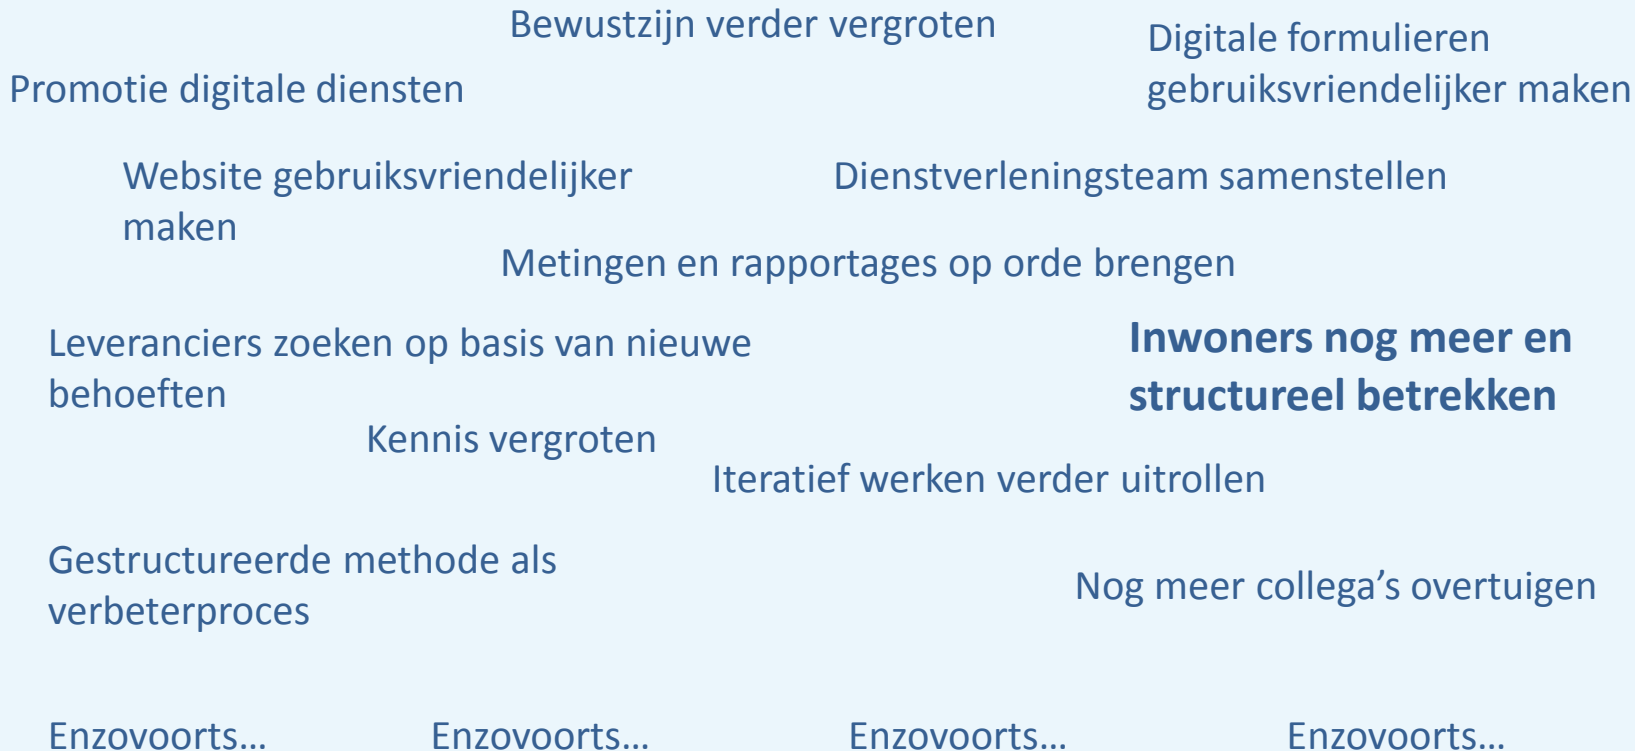 Bewustzijn verder vergroten
Digitale formulieren
gebruiksvriendelijker maken
Promotie digitale diensten
Website gebruiksvriendelijker
maken
Dienstverleningsteam samenstellen
Metingen en rapportages op orde brengen
Leveranciers zoeken op basis van nieuwe
behoeften
Inwoners nog meer en
structureel betrekken
Kennis vergroten
Iteratief werken verder uitrollen
Gestructureerde methode als
verbeterproces
Nog meer collega’s overtuigen
Enzovoorts…
Enzovoorts…
Enzovoorts…
Enzovoorts…